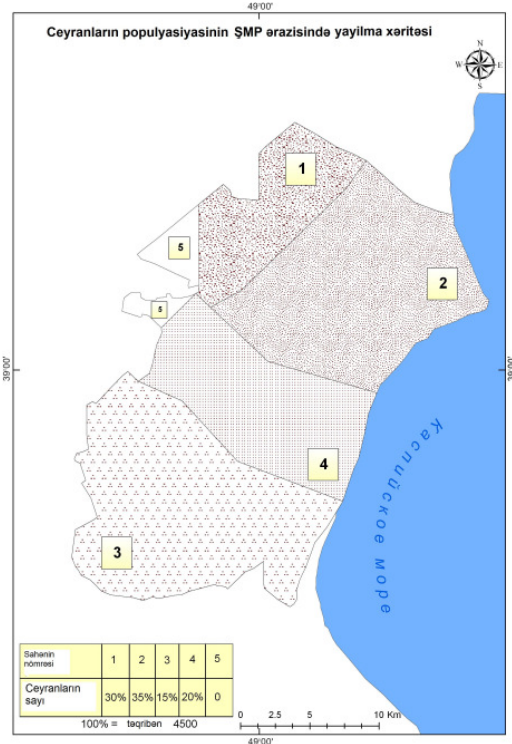 49'00'
Ceyranların populyasiyasinin ŞMP ərazisində yayilma xəritəsi
N
W E
S
1
5
2
5
39'00' 39'00'
Каспийское море
4
3
Sahenin nömrəsi 1 2 3 4 5
Ceyranların sayı 30% 35% 15% 20% 0
100% = təqribən 4500
0 2.5 5 10 Km
49'00'